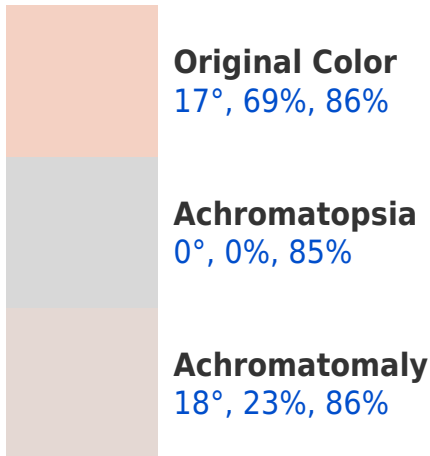 Original Color
17°, 69%, 86%
Achromatopsia
0°, 0%, 85%
Achromatomaly
18°, 23%, 86%